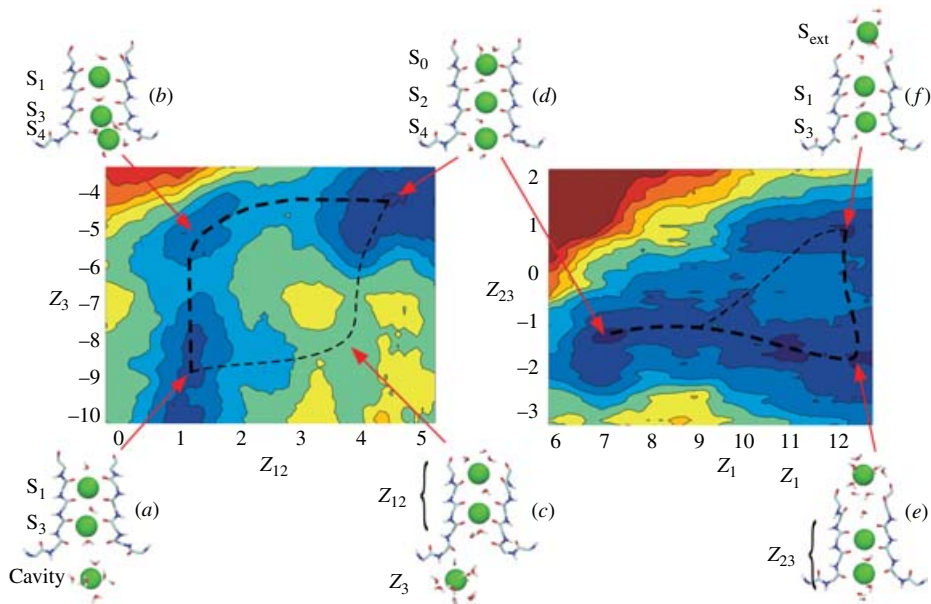 S1
S3
S4
(b)
S0
S2
S4
(d)
Sext
S1
S3
(f)
–4
–5
–6
Z3 –7
–8
–9
–10
0 1 2 3 4 5
Z12
2
1
0
Z23 –1
–2
–3
6 7 8 9 10 11 12
Z1 Z1
S1
S3
Cavity
(a)
Z12
Z3
(c)
Z23
(e)